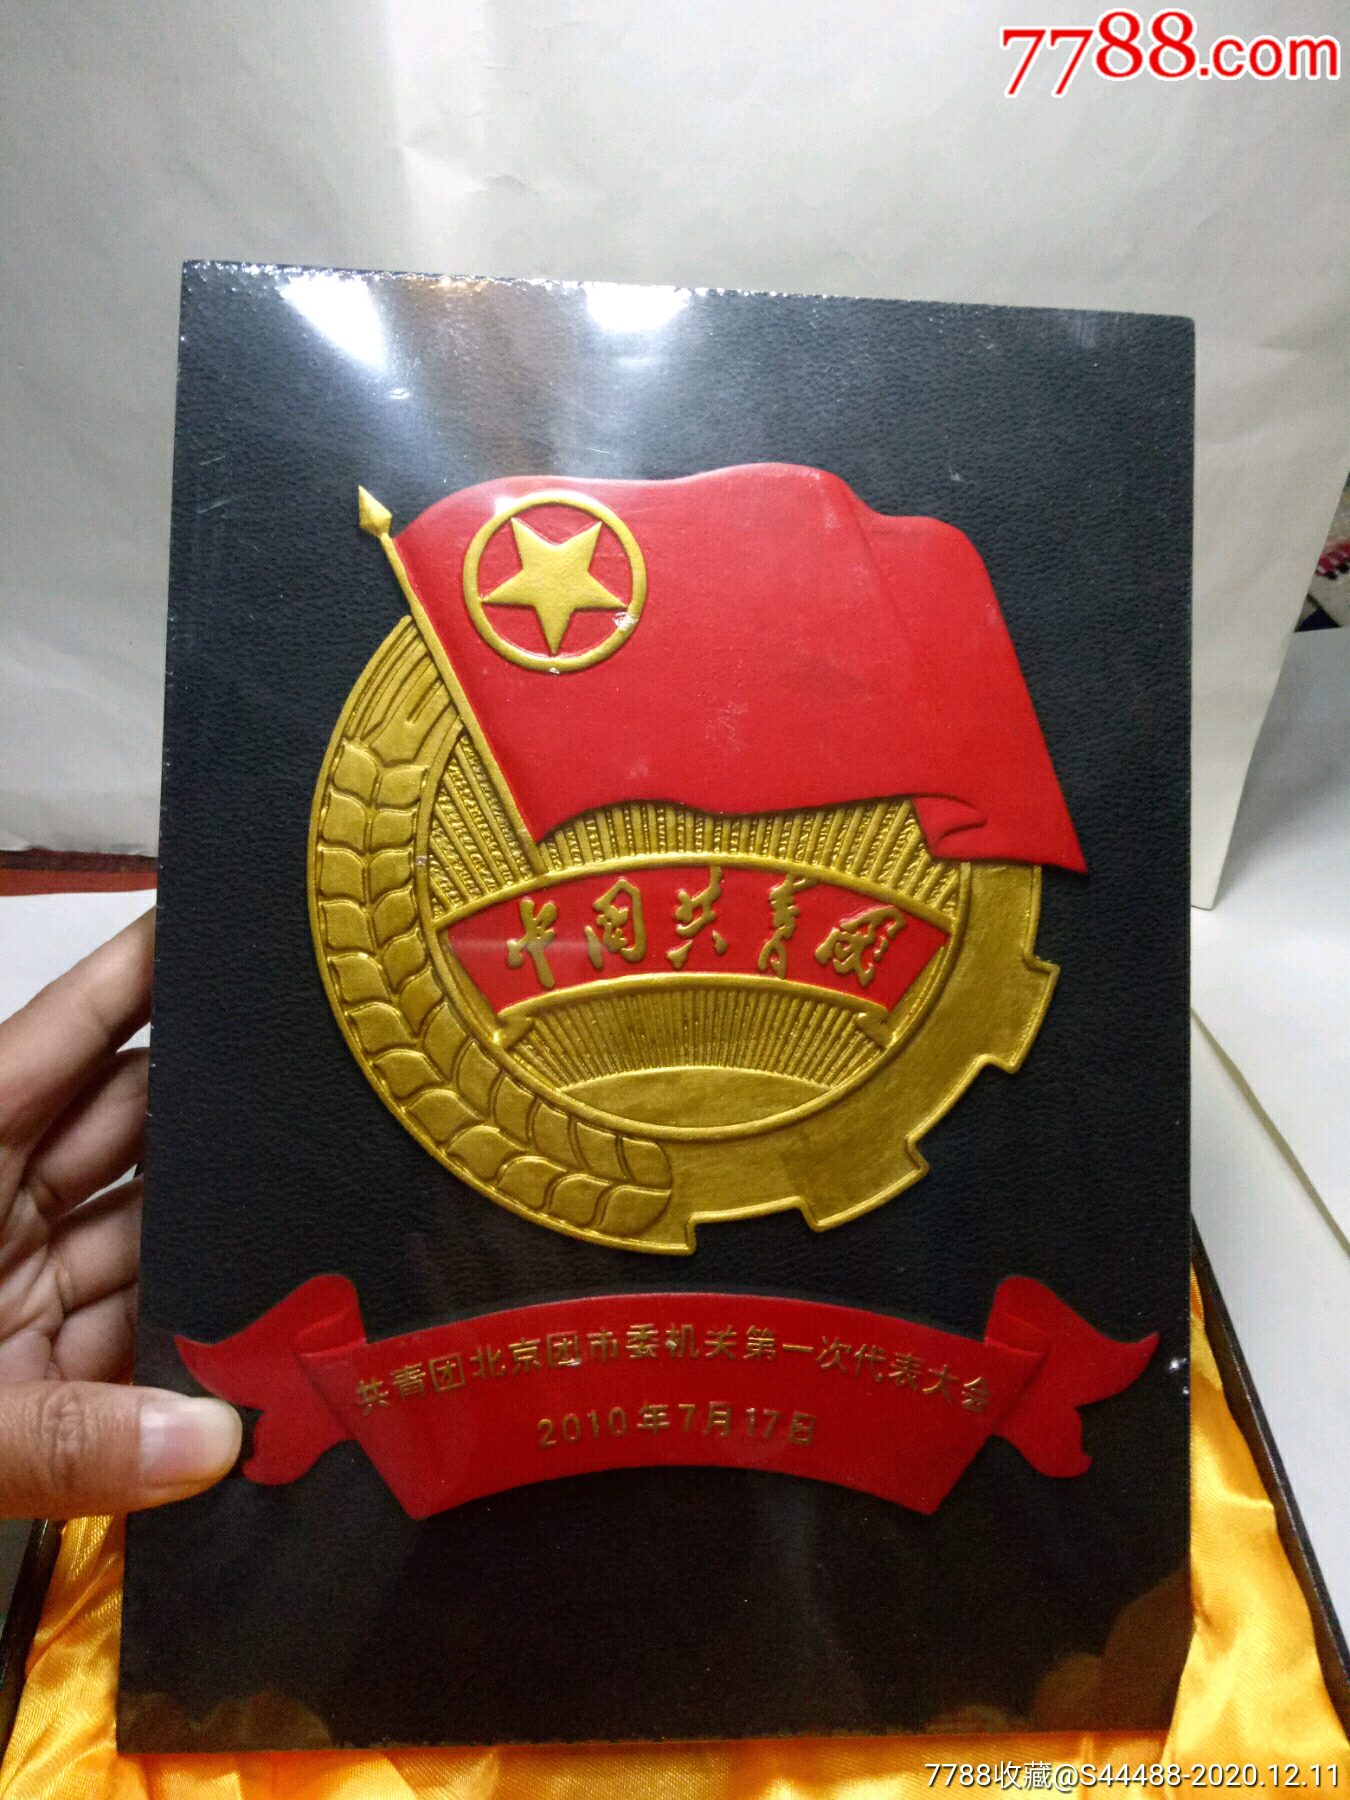 7788.com
中国共青团
共青团北京团市委机关第一次代表大会
2010年7月17日
7788收藏@S44488-2020.12.11